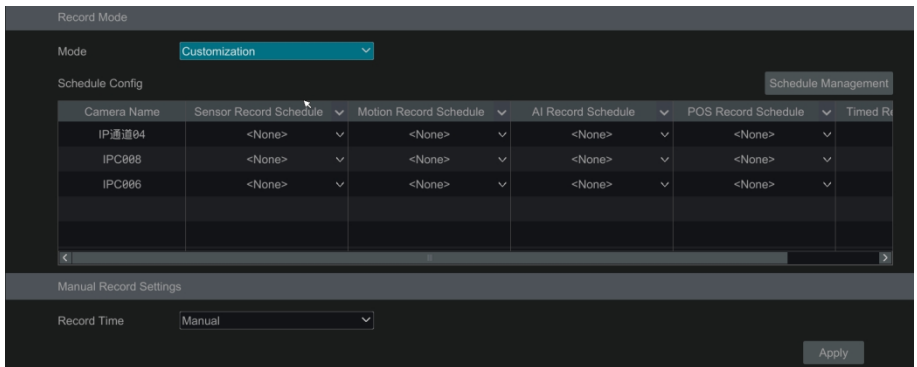 Record Mode
Mode Customization
Schedule Config Schedule Management
Camera Name Sensor Record Schedule Motion Record Schedule AI Record Schedule POS Record Schedule Timed Re
IP通道04 <None> <None> <None> <None>
IPC008 <None> <None> <None> <None>
IPC006 <None> <None> <None> <None>
Manual Record Settings
Record Time Manual
Apply